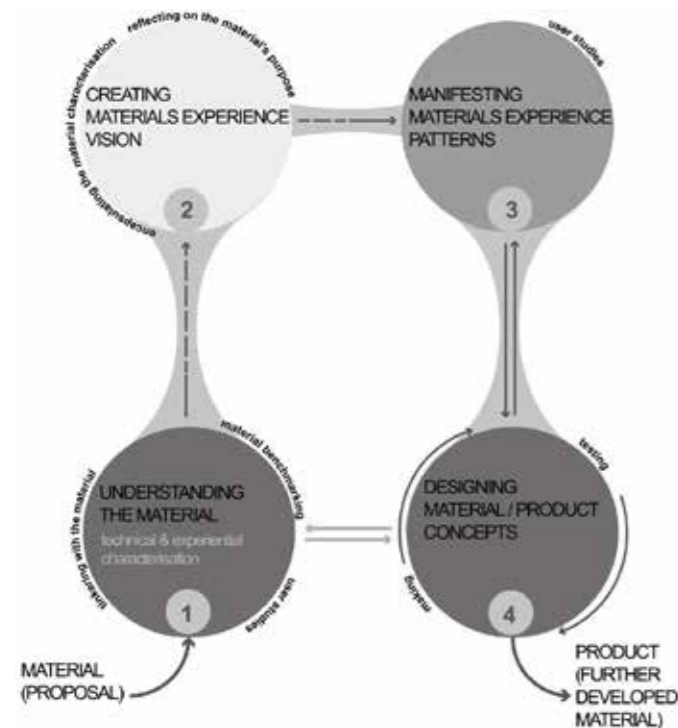 reflecting on the material's purpose
encapsulating the material characterisation
CREATING
MATERIALS EXPERIENCE
VISION
2
user studies
MANIFESTING
MATERIALS EXPERIENCE
PATTERNS
3
material benchmarking
tinkering with the material
UNDERSTANDING
THE MATERIAL
technical & experiential
characterisation
user studies
1
testing
DESIGNING
MATERIAL / PRODUCT
CONCEPTS
making
4
MATERIAL
(PROPOSAL)
PRODUCT
(FURTHER
DEVELOPED
MATERIAL)